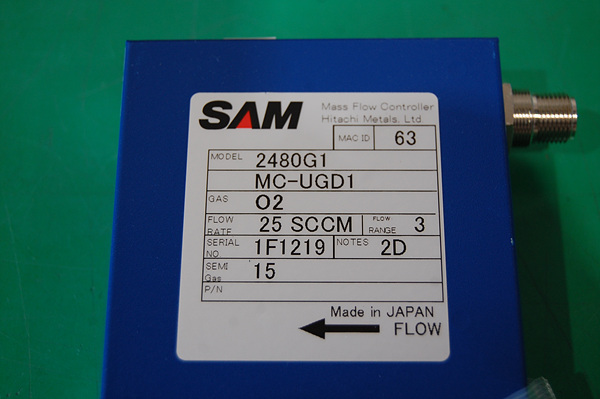 SAM Mass Flow Controller
Hitachi Metals, Ltd.
MAC ID 63
MODEL 2480G1
MC-UGD1
GAS O2
FLOW RATE 25 SCCM FLOW RANGE 3
SERIAL NO. 1F1219 NOTES 2D
SEMI Gas 15
P/N
Made in JAPAN
FLOW